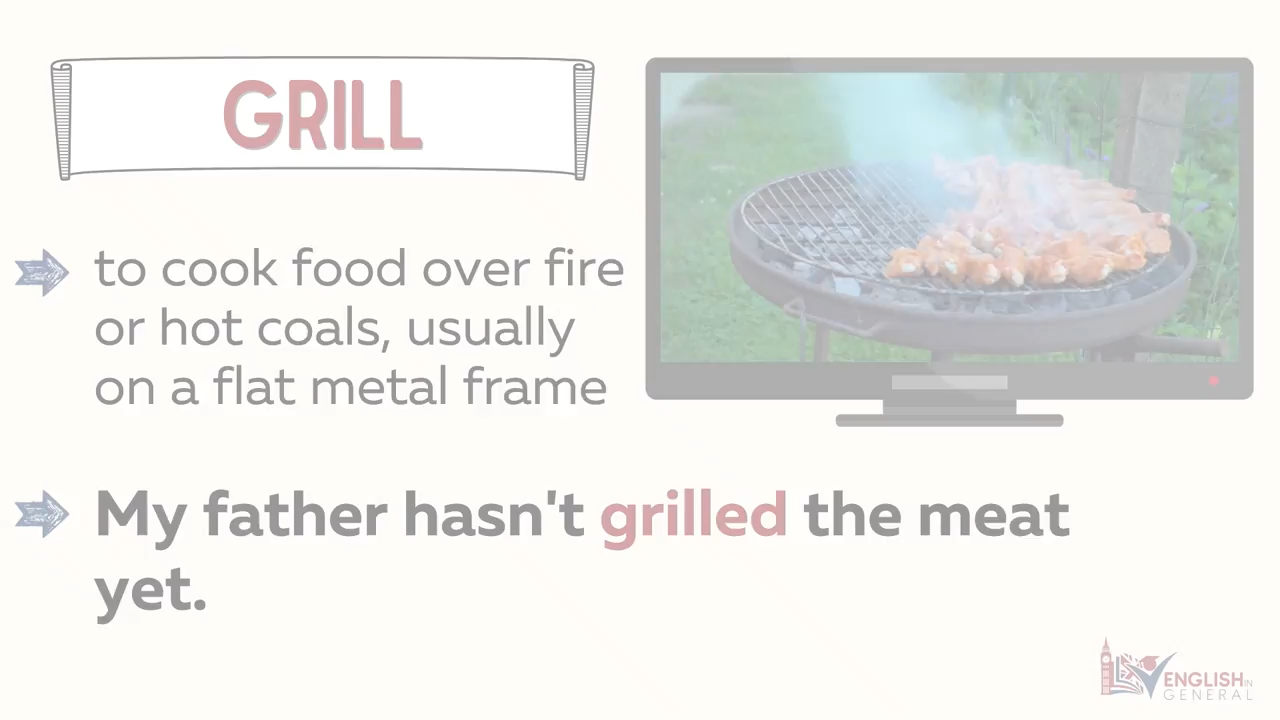 GRILL
to cook food over fire
or hot coals, usually
on a flat metal frame
My father hasn't grilled the meat
yet.
ENGLISH IN
GENERAL